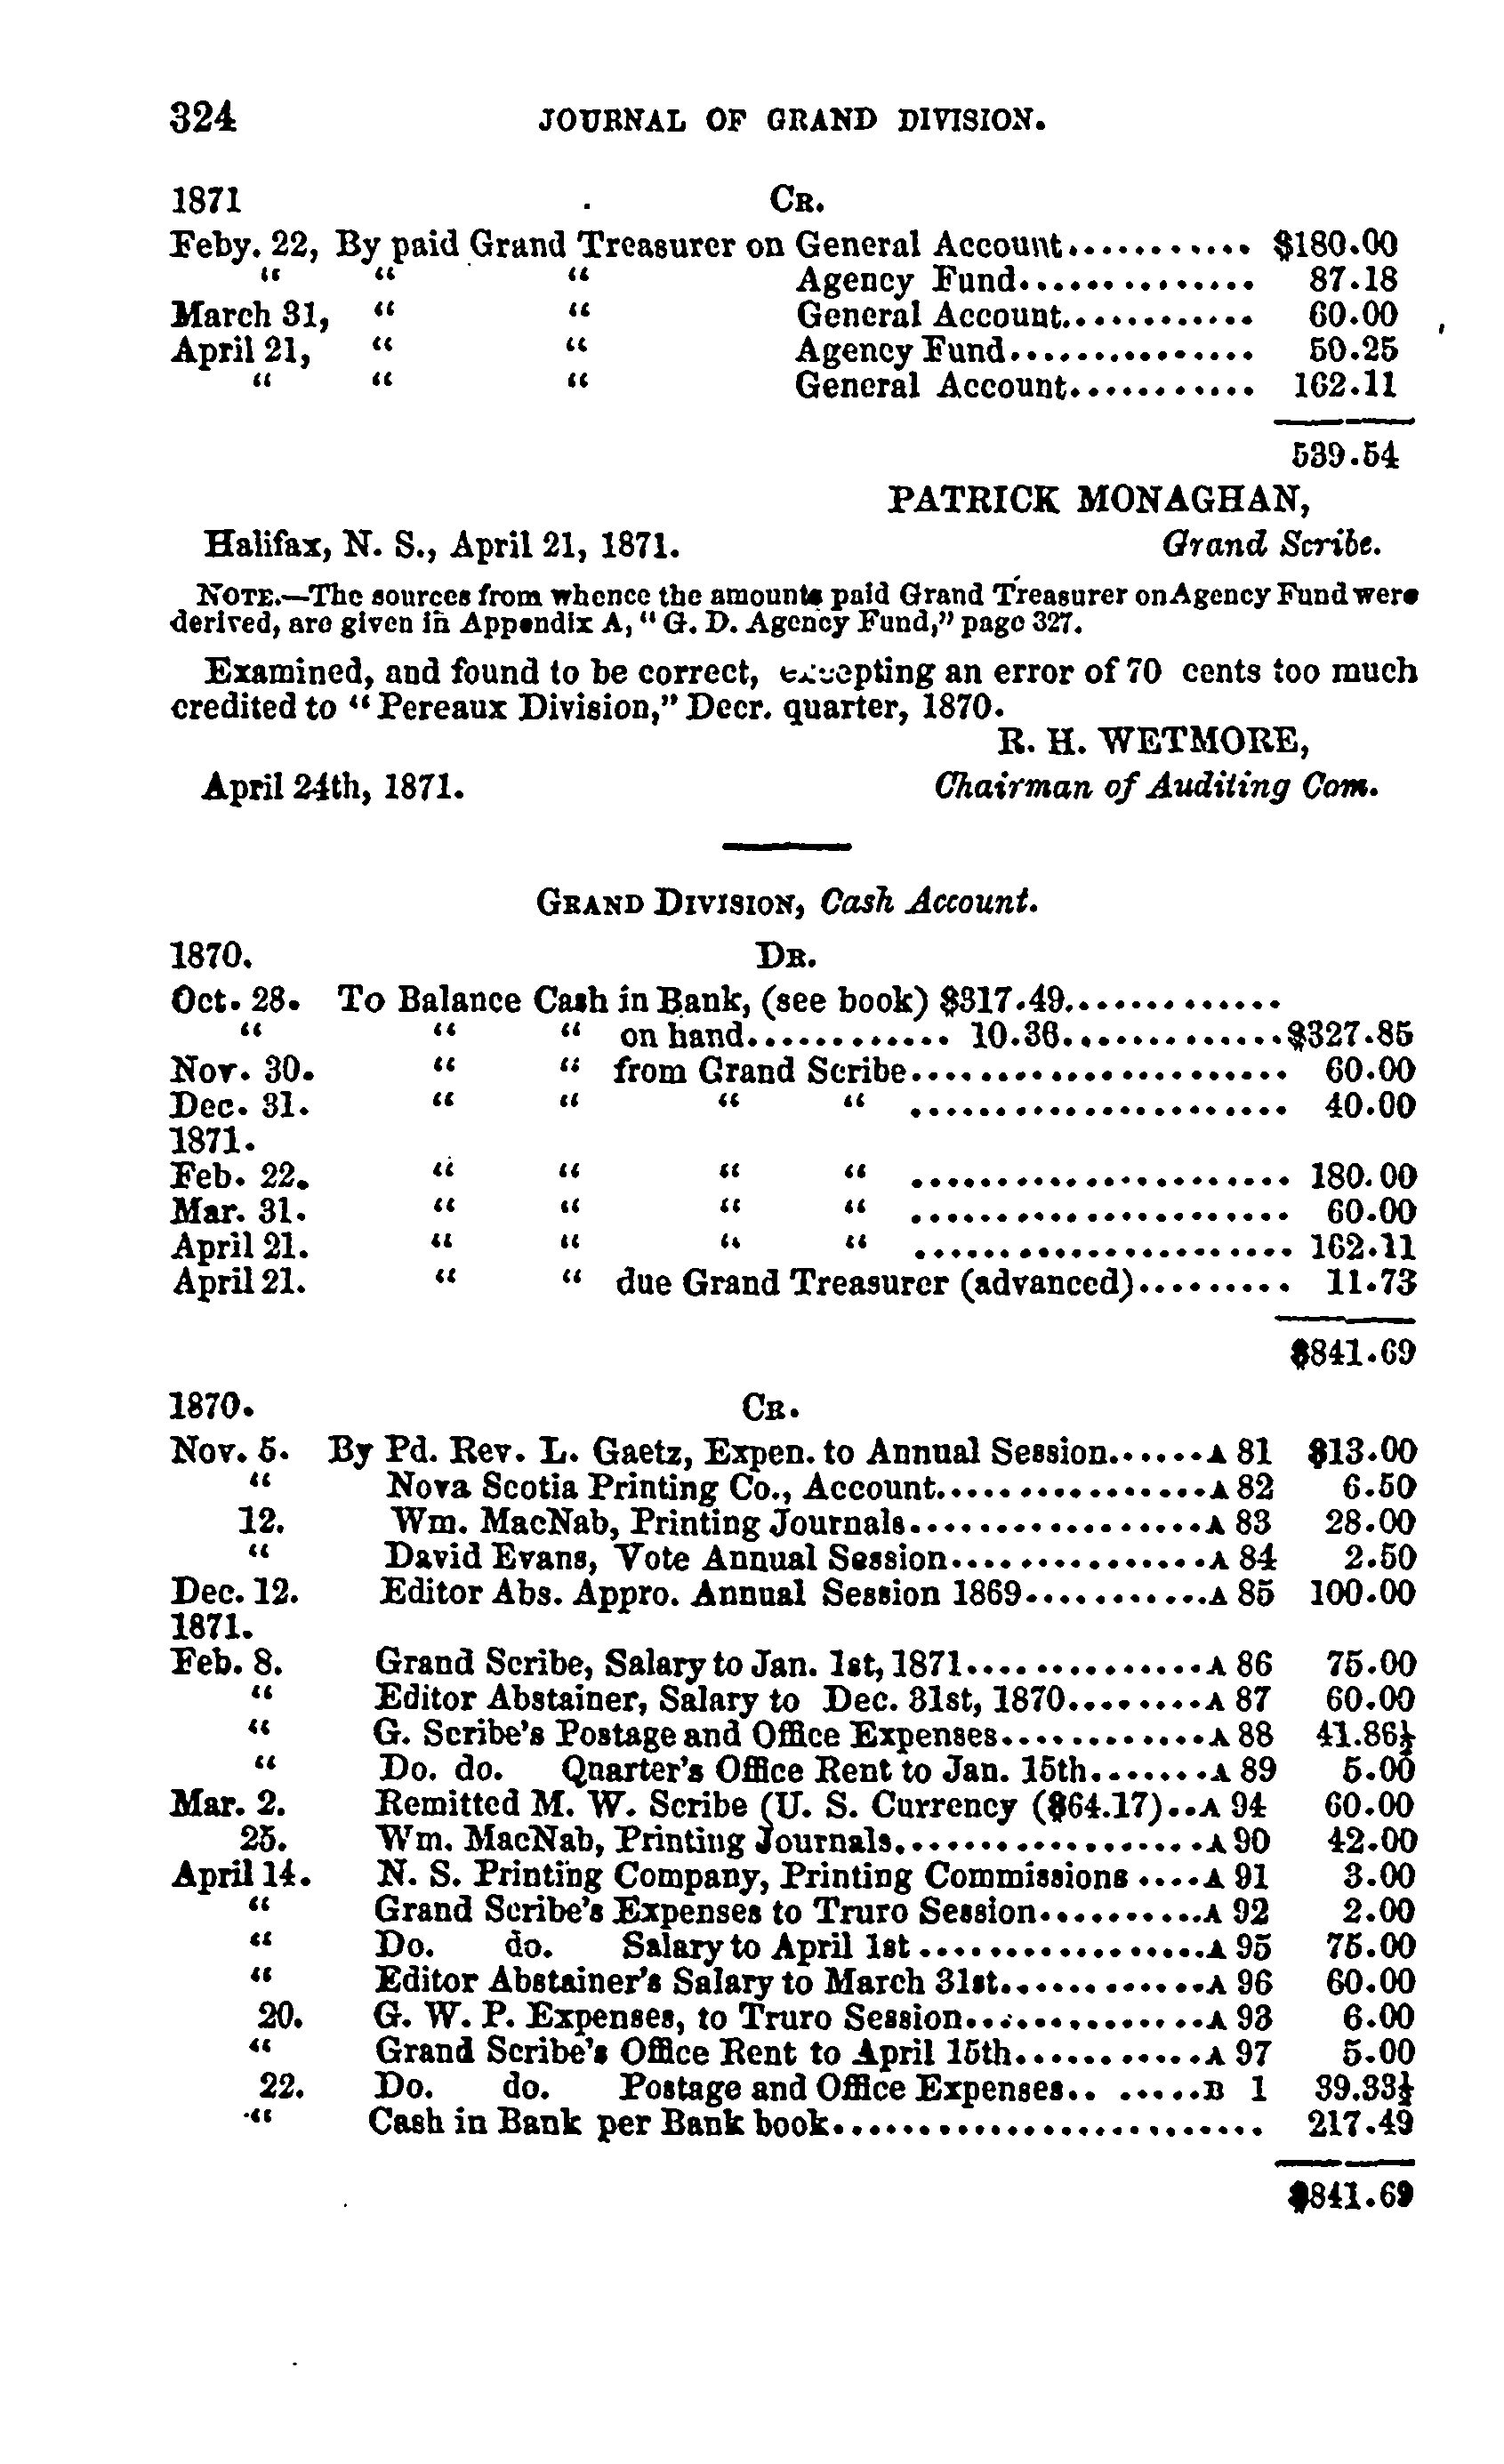 324 JOURNAL OF GRAND DIVISION.
1871 CR.
Feby. 22, By paid Grand Treasurer on General Account........... $180.00
" " " Agency Fund.............. 87.18
March 31, " " General Account............ 60.00
April 21, " " Agency Fund............... 50.25
" " " General Account........... 162.11
539.54
PATRICK MONAGHAN,
Halifax, N. S., April 21, 1871. Grand Scribe.
NOTE.—The sources from whence the amounts paid Grand Treasurer on Agency Fund were
derived, are given in Appendix A, "G. D. Agency Fund," page 327.
Examined, and found to be correct, excepting an error of 70 cents too much
credited to "Pereaux Division," Decr. quarter, 1870.
R. H. WETMORE,
April 24th, 1871. Chairman of Auditing Com.
GRAND DIVISION, Cash Account.
1870. DR.
Oct. 28. To Balance Cash in Bank, (see book) $317.49.............
" " " on hand............ 10.36.............$327.85
Nov. 30. " " from Grand Scribe...................... 60.00
Dec. 31. " " " " ...................... 40.00
1871.
Feb. 22. " " " " ...................... 180.00
Mar. 31. " " " " ...................... 60.00
April 21. " " " " ...................... 162.11
April 21. " " due Grand Treasurer (advanced)......... 11.73
$841.69
1870. CR.
Nov. 5. By Pd. Rev. L. Gaetz, Expen. to Annual Session......A 81 $13.00
" Nova Scotia Printing Co., Account................A 82 6.50
12. Wm. MacNab, Printing Journals.................A 83 28.00
" David Evans, Vote Annual Session...............A 84 2.50
Dec. 12. Editor Abs. Appro. Annual Session 1869...........A 85 100.00
1871.
Feb. 8. Grand Scribe, Salary to Jan. 1st, 1871..............A 86 75.00
" Editor Abstainer, Salary to Dec. 31st, 1870........A 87 60.00
" G. Scribe's Postage and Office Expenses............A 88 41.86½
" Do. do. Quarter's Office Rent to Jan. 15th.......A 89 5.00
Mar. 2. Remitted M. W. Scribe (U. S. Currency ($64.17)..A 94 60.00
25. Wm. MacNab, Printing Journals..................A 90 42.00
April 14. N. S. Printing Company, Printing Commissions ....A 91 3.00
" Grand Scribe's Expenses to Truro Session..........A 92 2.00
" Do. do. Salary to April 1st .................A 95 75.00
" Editor Abstainer's Salary to March 31st............A 96 60.00
20. G. W. P. Expenses, to Truro Session..............A 93 6.00
" Grand Scribe's Office Rent to April 15th...........A 97 5.00
22. Do. do. Postage and Office Expenses.. .....B 1 39.33½
" Cash in Bank per Bank book......................... 217.49
$841.69